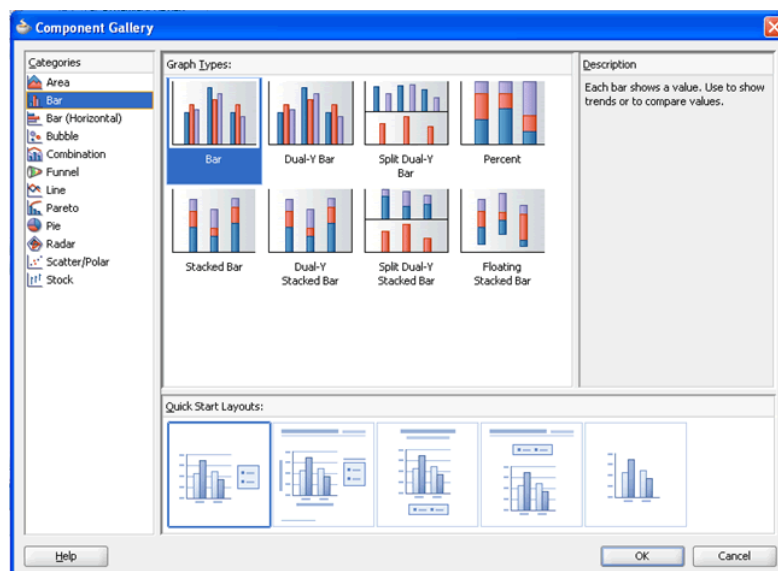 Component Gallery
Categories
Area
Bar
Bar (Horizontal)
Bubble
Combination
Funnel
Line
Pareto
Pie
Radar
Scatter/Polar
Stock
Graph Types:
Bar
Dual-Y Bar
Split Dual-Y
Bar
Percent
Stacked Bar
Dual-Y
Stacked Bar
Split Dual-Y
Stacked Bar
Floating
Stacked Bar
Description
Each bar shows a value. Use to show
trends or to compare values.
Quick Start Layouts:
Help
OK
Cancel